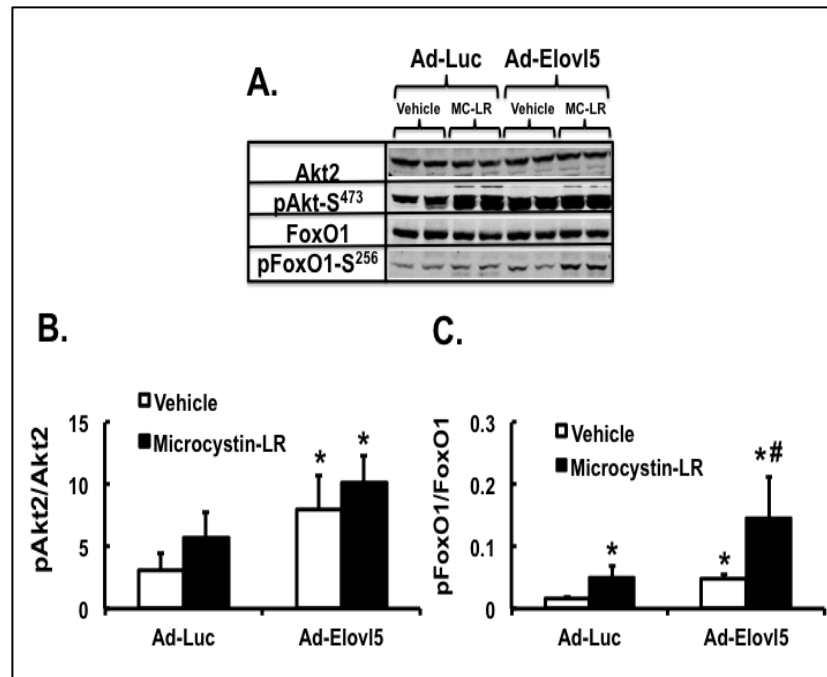 A.
Ad-Luc Ad-Elovl5
Vehicle MC-LR Vehicle MC-LR
Akt2
pAkt-S473
FoxO1
pFoxO1-S256
B.
Vehicle
Microcystin-LR
pAkt2/Akt2
15
10
5
0
* *
Ad-Luc Ad-Elovl5
C.
Vehicle
Microcystin-LR
pFoxO1/FoxO1
0.3
0.2
0.1
0
* * *#
Ad-Luc Ad-Elovl5